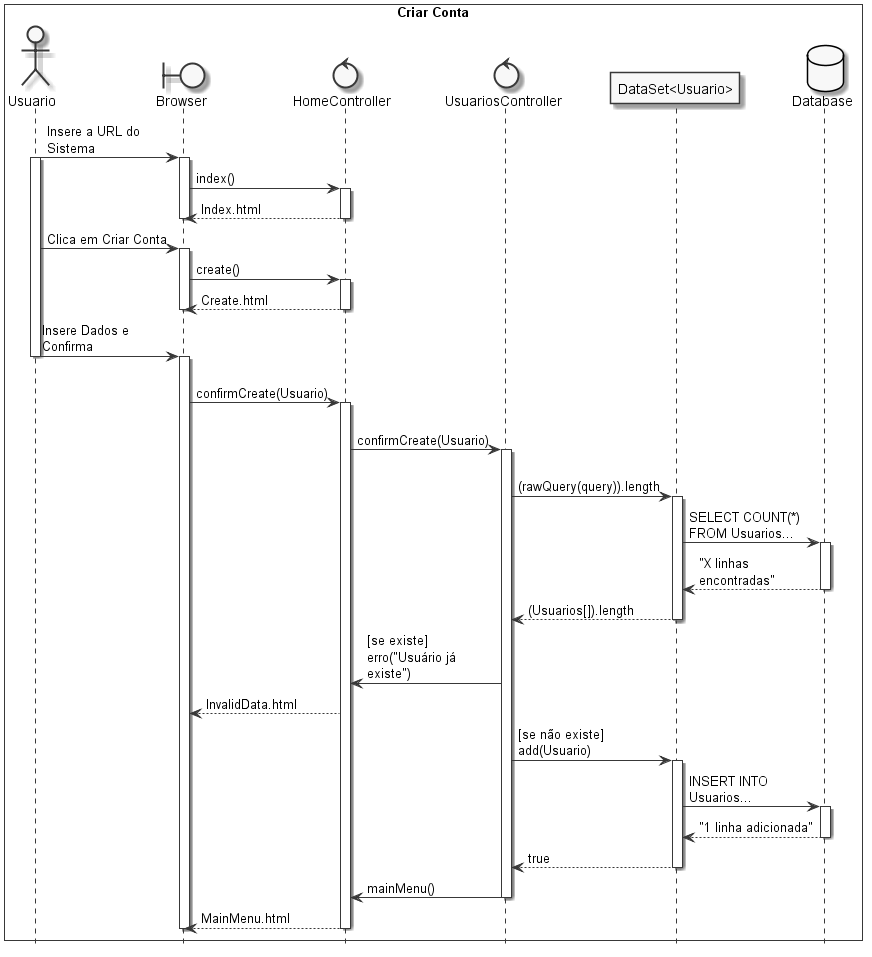 Criar Conta
Usuario
Browser
HomeController
UsuariosController
DataSet<Usuario>
Database
Insere a URL do
Sistema
index()
Index.html
Clica em Criar Conta
create()
Create.html
Insere Dados e
Confirma
confirmCreate(Usuario)
confirmCreate(Usuario)
(rawQuery(query)).length
SELECT COUNT(*)
FROM Usuarios...
"X linhas
encontradas"
(Usuarios[]).length
[se existe]
erro("Usuário já
existe")
InvalidData.html
[se não existe]
add(Usuario)
INSERT INTO
Usuarios...
"1 linha adicionada"
true
mainMenu()
MainMenu.html